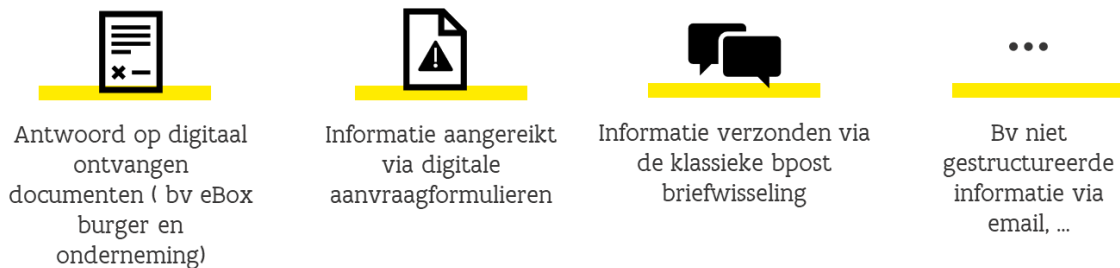 Antwoord op digitaal
ontvangen
documenten ( bv eBox
burger en
onderneming)
Informatie aangereikt
via digitale
aanvraagformulieren
Informatie verzonden via
de klassieke bpost
briefwisseling
...
Bv niet
gestructureerde
informatie via
email, ...